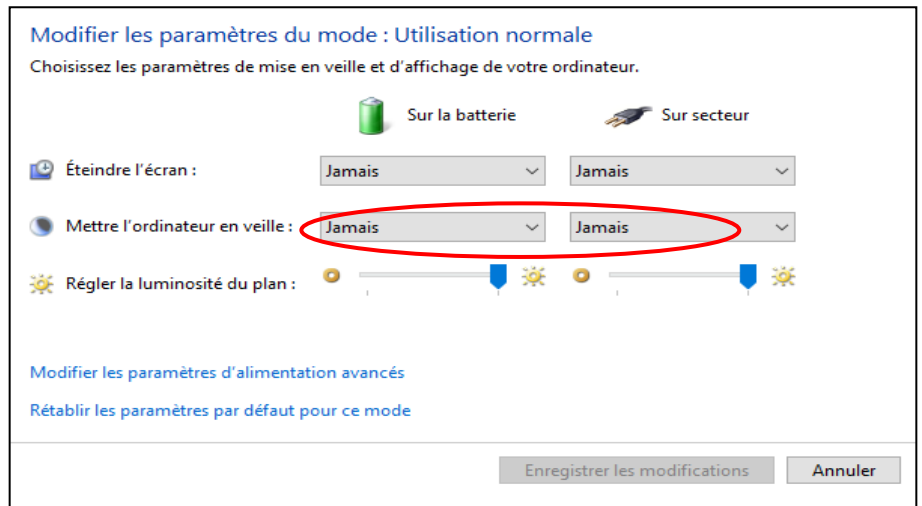 Modifier les paramètres du mode : Utilisation normale
Choisissez les paramètres de mise en veille et d'affichage de votre ordinateur.
Sur la batterie Sur secteur
Éteindre l'écran : Jamais Jamais
Mettre l'ordinateur en veille : Jamais Jamais
Régler la luminosité du plan :
Modifier les paramètres d'alimentation avancés
Rétablir les paramètres par défaut pour ce mode
Enregistrer les modifications Annuler